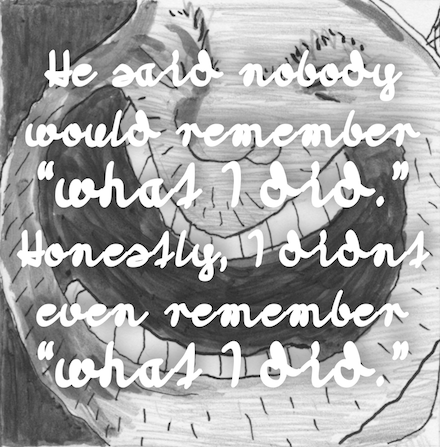 He said nobody
would remember
“what I did.”
Honestly, I didnt
even remember
“what I did.”